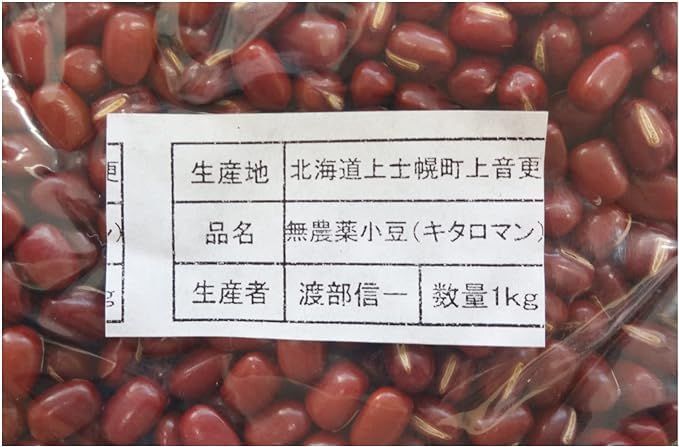 生産地 北海道上士幌町上音更
品名 無農薬小豆(キタロマン)
生産者 渡部信一 数量1kg